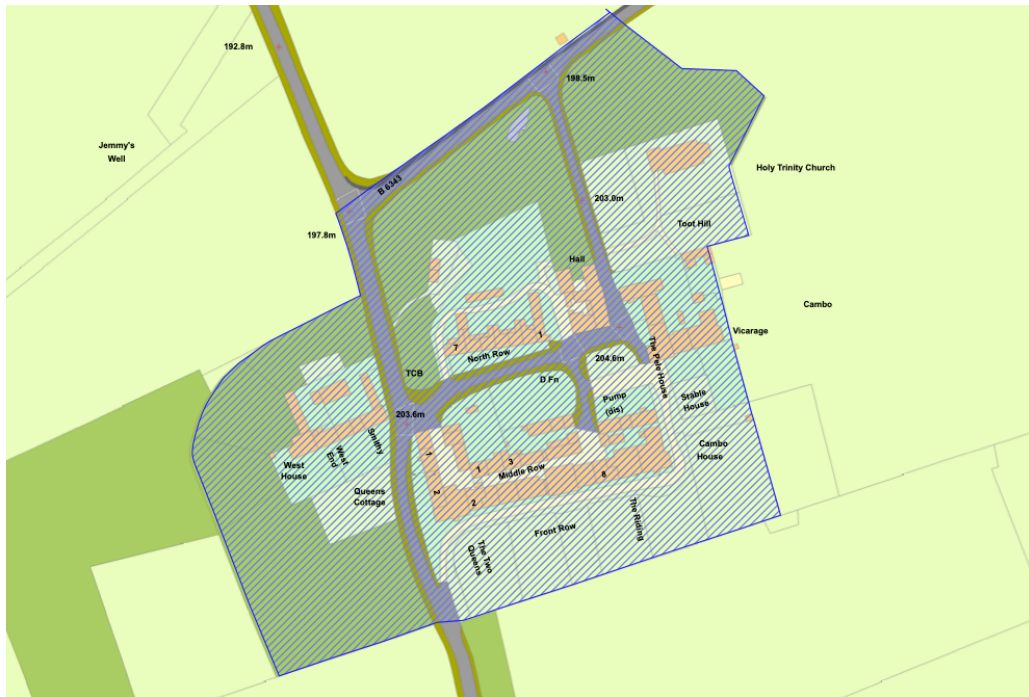 192.8m
198.5m
Jemmy's
Well
Holy Trinity Church
B 6343
203.0m
Toot Hill
197.8m
Hall
Cambo
Vicarage
1
7
North Row
204.6m
The Pele House
TCB
D Fn
Pump
(dis)
Stable
House
203.6m
Smithy
West
End
West
House
1
2
1
3
Middle Row
Cambo
House
8
Queens
Cottage
2
Front Row
The Riding
The Two
Queens